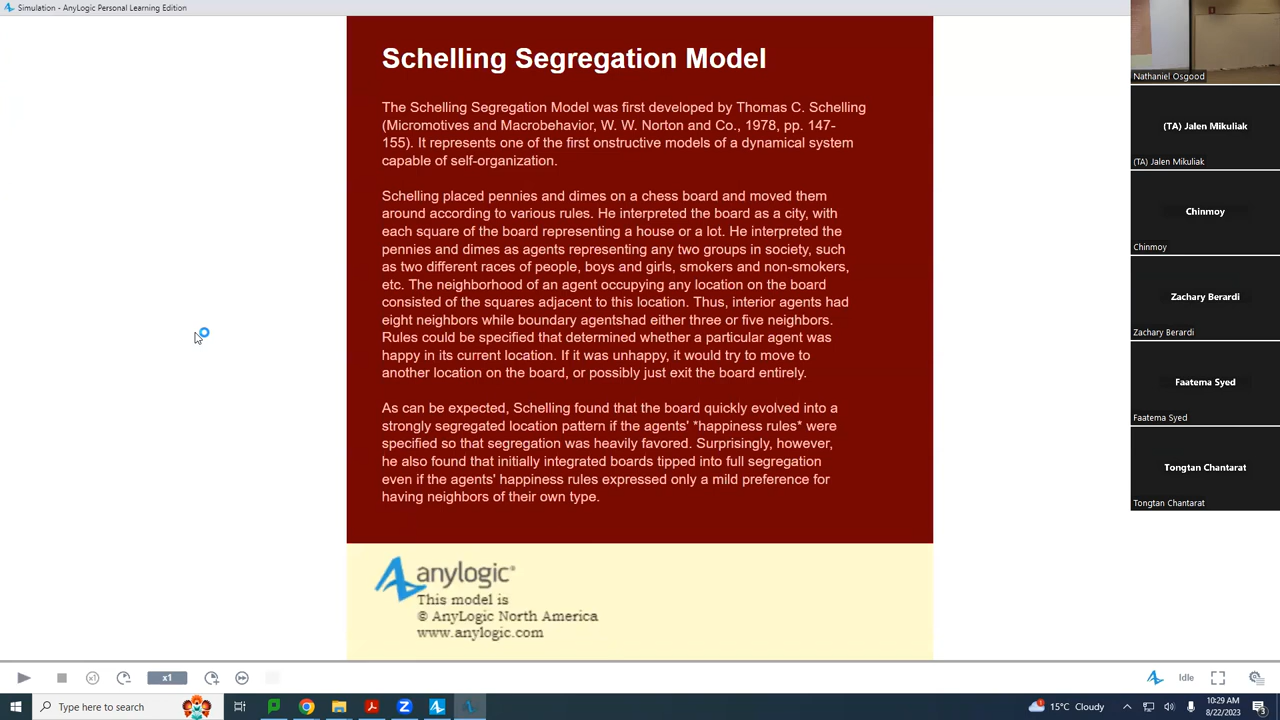 Simulation - AnyLogic Personal Learning Edition
Schelling Segregation Model
The Schelling Segregation Model was first developed by Thomas C. Schelling
(Micromotives and Macrobehavior, W. W. Norton and Co., 1978, pp. 147-
155). It represents one of the first onstructive models of a dynamical system
capable of self-organization.
Schelling placed pennies and dimes on a chess board and moved them
around according to various rules. He interpreted the board as a city, with
each square of the board representing a house or a lot. He interpreted the
pennies and dimes as agents representing any two groups in society, such
as two different races of people, boys and girls, smokers and non-smokers,
etc. The neighborhood of an agent occupying any location on the board
consisted of the squares adjacent to this location. Thus, interior agents had
eight neighbors while boundary agentshad either three or five neighbors.
Rules could be specified that determined whether a particular agent was
happy in its current location. If it was unhappy, it would try to move to
another location on the board, or possibly just exit the board entirely.
As can be expected, Schelling found that the board quickly evolved into a
strongly segregated location pattern if the agents' *happiness rules* were
specified so that segregation was heavily favored. Surprisingly, however,
he also found that initially integrated boards tipped into full segregation
even if the agents' happiness rules expressed only a mild preference for
having neighbors of their own type.
anylogic®
This model is
© AnyLogic North America
www.anylogic.com
Nathaniel Osgood
(TA) Jalen Mikuliak
(TA) Jalen Mikuliak
Chinmoy
Chinmoy
Zachary Berardi
Zachary Berardi
Faatema Syed
Faatema Syed
Tongtan Chantarat
Tongtan Chantarat
x1
x1
Idle
Type here to search
15°C Cloudy
10:29 AM
8/22/2023
3